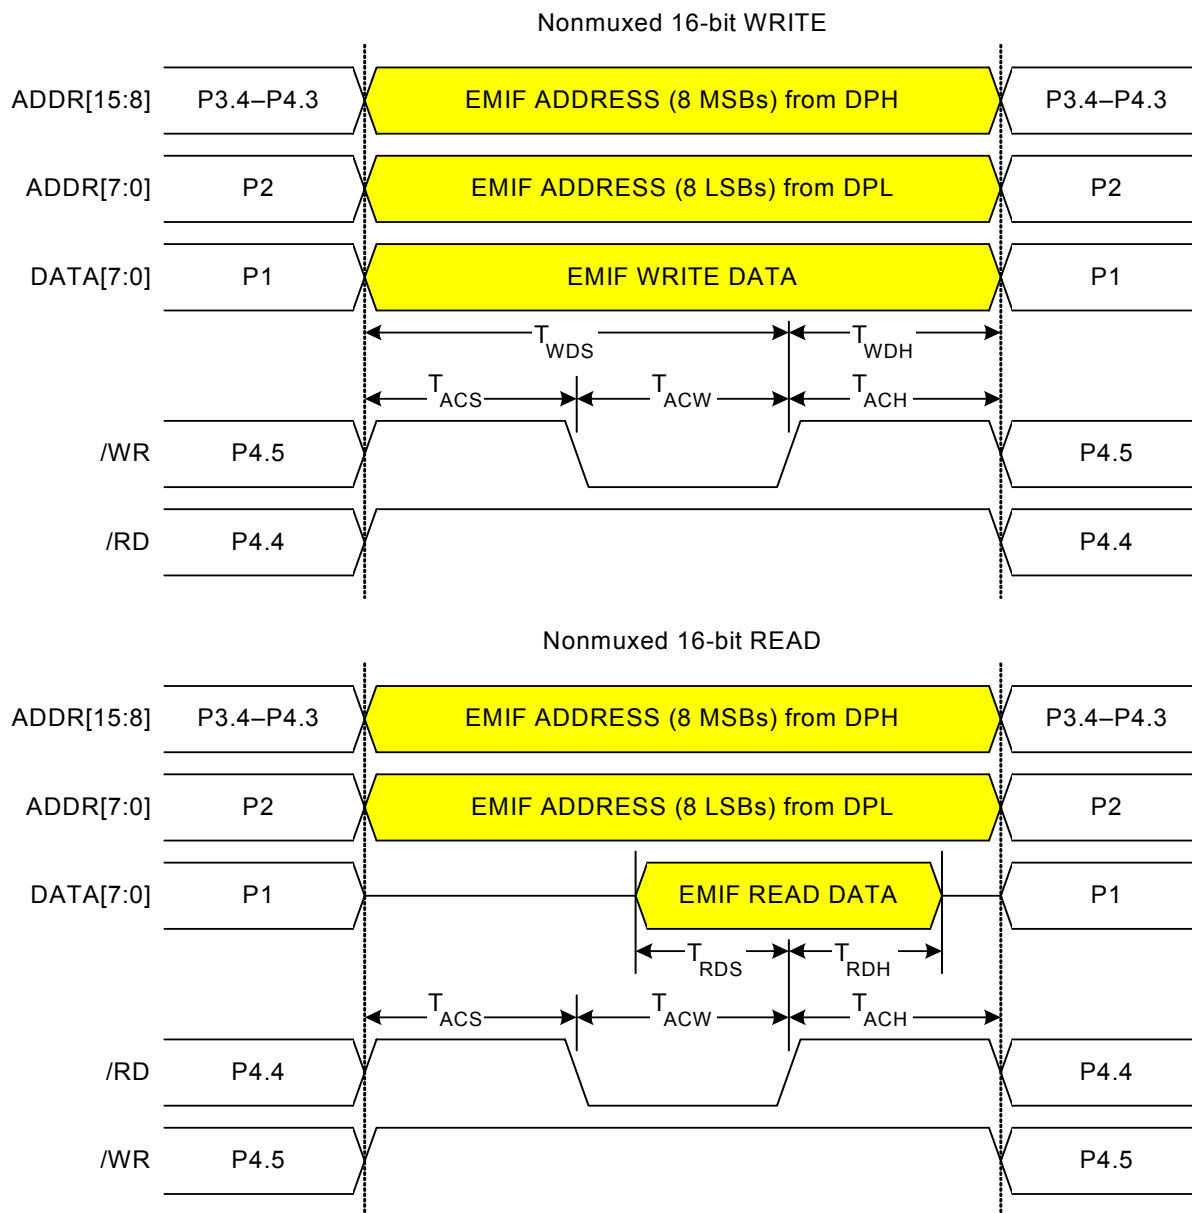 Nonmuxed 16-bit WRITE
ADDR[15:8] P3.4–P4.3 EMIF ADDRESS (8 MSBs) from DPH P3.4–P4.3
ADDR[7:0] P2 EMIF ADDRESS (8 LSBs) from DPL P2
DATA[7:0] P1 EMIF WRITE DATA P1
TWDS TWDH
TACS TACW TACH
/WR P4.5 P4.5
/RD P4.4 P4.4
Nonmuxed 16-bit READ
ADDR[15:8] P3.4–P4.3 EMIF ADDRESS (8 MSBs) from DPH P3.4–P4.3
ADDR[7:0] P2 EMIF ADDRESS (8 LSBs) from DPL P2
DATA[7:0] P1 EMIF READ DATA P1
TRDS TRDH
TACS TACW TACH
/RD P4.4 P4.4
/WR P4.5 P4.5